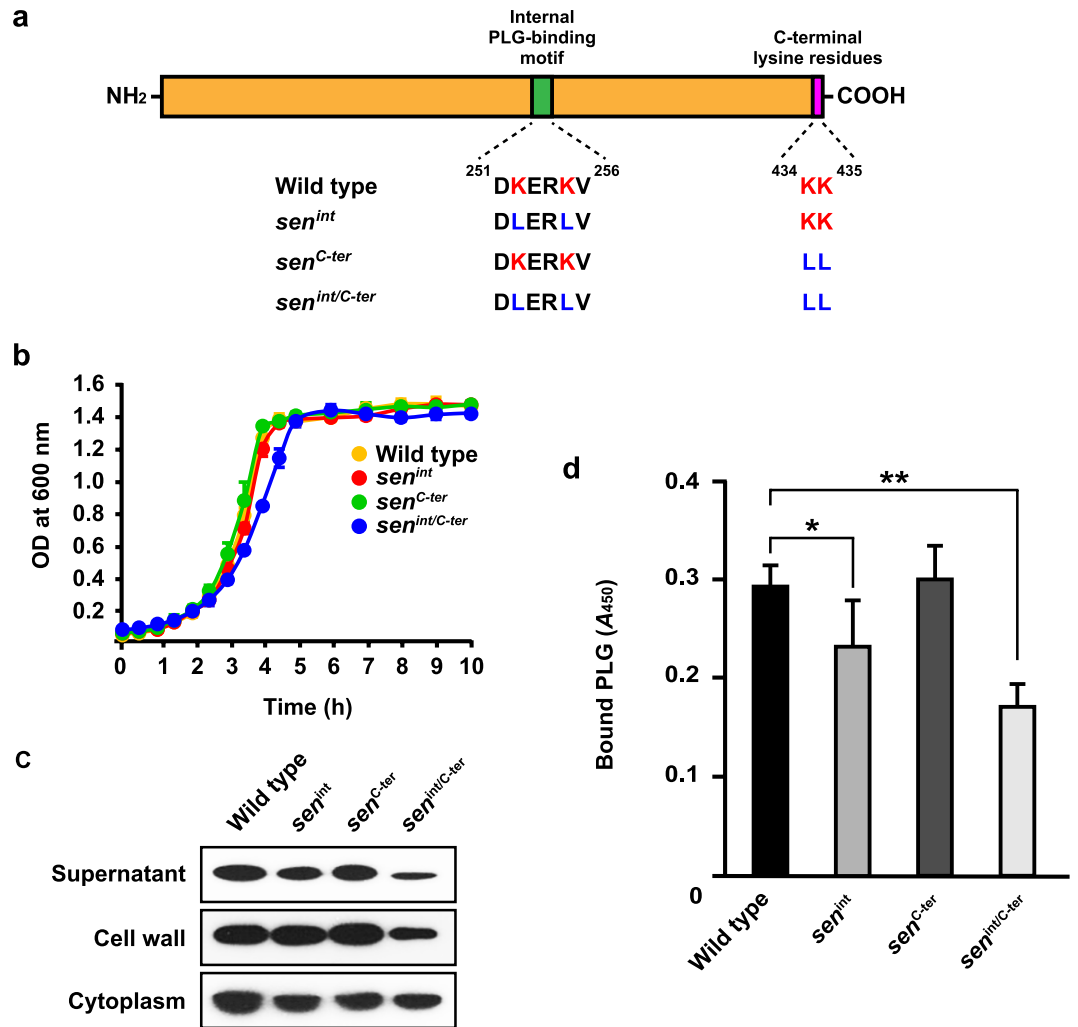 a
Internal
PLG-binding
motif
C-terminal
lysine residues
NH2
COOH
251 256 434 435
Wild type DKERKV KK
sen^int DLERLV KK
sen^C-ter DKERKV LL
sen^int/C-ter DLERLV LL
b
OD at 600 nm
1.6
1.4
1.2
1.0
0.8
0.6
0.4
0.2
0 1 2 3 4 5 6 7 8 9 10
Time (h)
Wild type
sen^int
sen^C-ter
sen^int/C-ter
c
Wild type
sen^int
sen^C-ter
sen^int/C-ter
Supernatant
Cell wall
Cytoplasm
d
Bound PLG (A450)
0.4
0.3
0.2
0.1
0
*
**
Wild type
sen^int
sen^C-ter
sen^int/C-ter